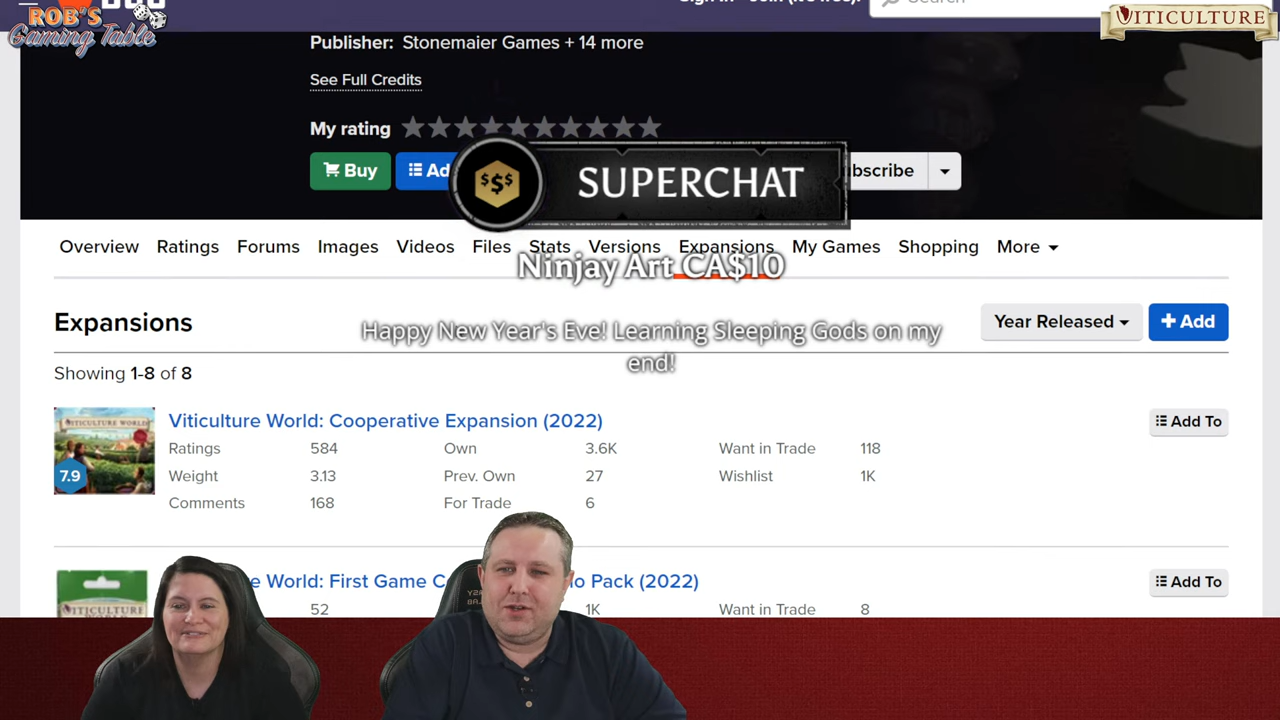 ROB'S
Gaming Table
Search
VITICULTURE
Publisher: Stonemaier Games + 14 more
See Full Credits
My rating
Buy
Ad
SUPERCHAT
bscribe
Overview Ratings Forums Images Videos Files Stats Versions Expansions My Games Shopping More
Ninjay Art CA$10
Expansions
Happy New Year's Eve! Learning Sleeping Gods on my
end!
Year Released
+ Add
Showing 1-8 of 8
Viticulture World: Cooperative Expansion (2022)
Add To
Ratings 584 Own 3.6K Want in Trade 118
Weight 3.13 Prev. Own 27 Wishlist 1K
Comments 168 For Trade 6
VITICULTURE WORLD
7.9
e World: First Game C o Pack (2022)
Add To
52 1K Want in Trade 8
VITICULTURE